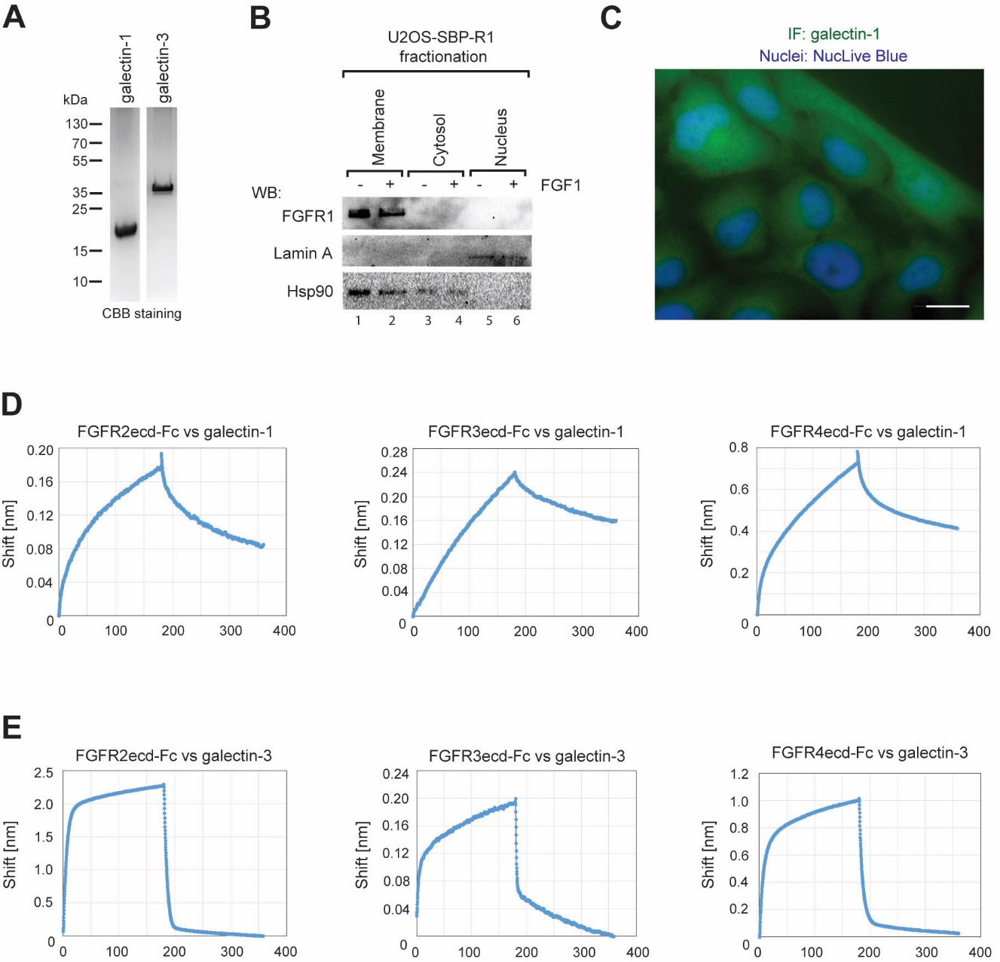 A
galectin-1
galectin-3
kDa
130
70
55
35
25
15
10
CBB staining
B
U2OS-SBP-R1
fractionation
Membrane
Cytosol
Nucleus
- + - + - + FGF1
WB:
FGFR1
Lamin A
Hsp90
1 2 3 4 5 6
C
IF: galectin-1
Nuclei: NucLive Blue
D
FGFR2ecd-Fc vs galectin-1
Shift [nm]
0.20
0.16
0.12
0.08
0.04
0
0 100 200 300 400
FGFR3ecd-Fc vs galectin-1
Shift [nm]
0.28
0.24
0.20
0.16
0.12
0.08
0.04
0
0 100 200 300 400
FGFR4ecd-Fc vs galectin-1
Shift [nm]
0.8
0.6
0.4
0.2
0
0 100 200 300 400
E
FGFR2ecd-Fc vs galectin-3
Shift [nm]
2.5
2.0
1.5
1.0
0.5
0
0 100 200 300 400
FGFR3ecd-Fc vs galectin-3
Shift [nm]
0.24
0.20
0.16
0.12
0.08
0.04
0
0 100 200 300 400
FGFR4ecd-Fc vs galectin-3
Shift [nm]
1.2
1.0
0.8
0.6
0.4
0.2
0
0 100 200 300 400